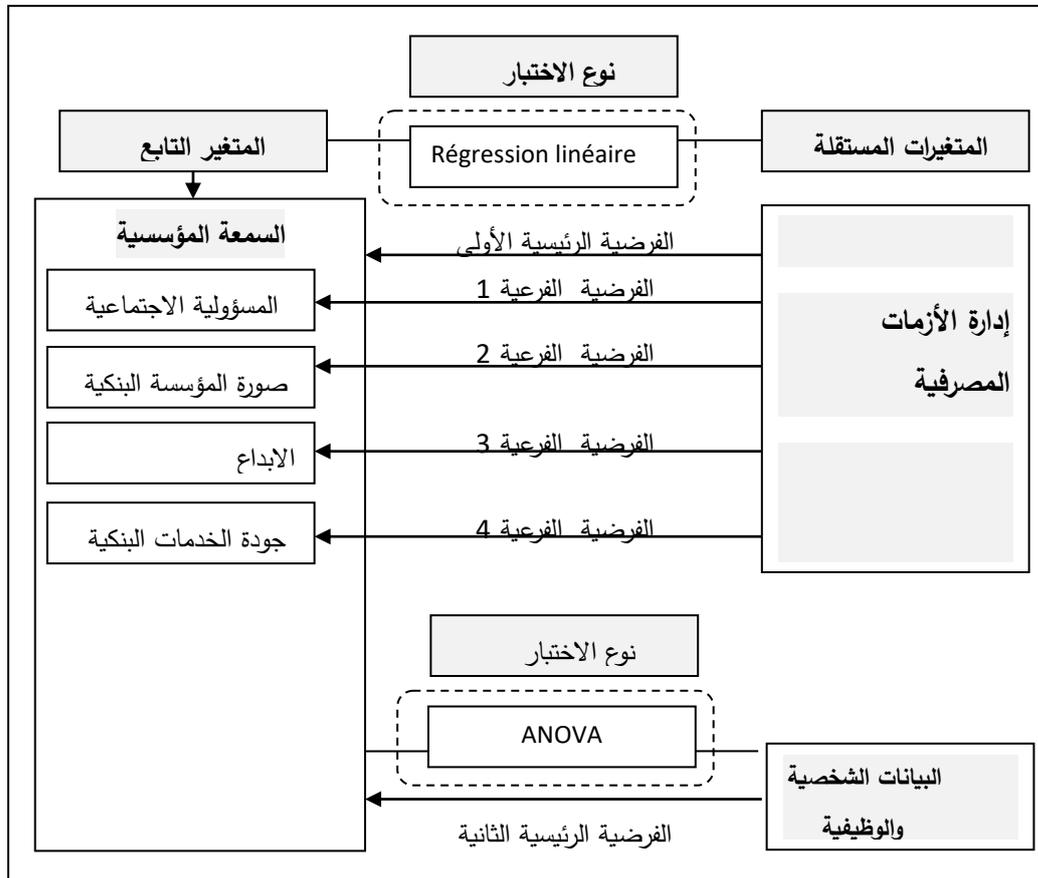 نوع الاختبار
المتغيرات المستقلة
Régression linéaire
المتغير التابع
السمعة المؤسسية
الفرضية الرئيسية الأولى
الفرضية الفرعية 1
المسؤولية الاجتماعية
إدارة الأزمات
المصرفية
الفرضية الفرعية 2
صورة المؤسسة البنكية
الفرضية الفرعية 3
الابداع
الفرضية الفرعية 4
جودة الخدمات البنكية
نوع الاختبار
ANOVA
البيانات الشخصية
والوظيفية
الفرضية الرئيسية الثانية